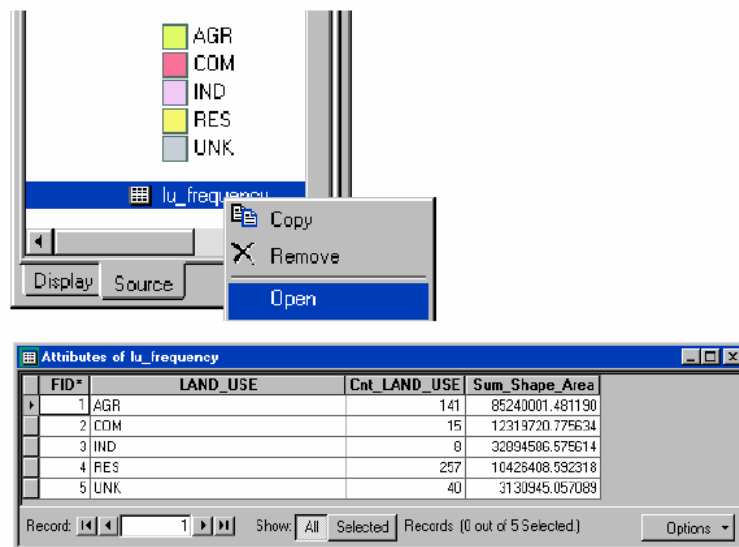 AGR
COM
IND
RES
UNK
lu_frequency
Copy
Remove
Display Source
Open
Attributes of lu_frequency
FID* LAND_USE Cnt_LAND_USE Sum_Shape_Area
1 AGR 141 85240001.481190
2 COM 15 12319720.775634
3 IND 8 32894586.575614
4 RES 257 10426408.592318
5 UNK 40 3130945.057089
Record: 1 Show: All Selected Records (0 out of 5 Selected.) Options